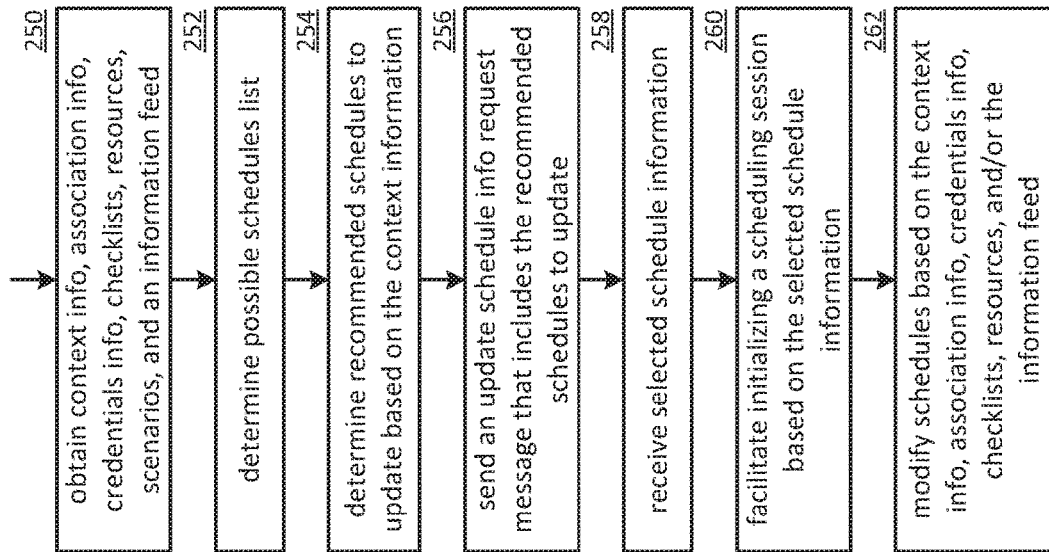 250
obtain context info, association info,
credentials info, checklists, resources,
scenarios, and an information feed
252
determine possible schedules list
254
determine recommended schedules to
update based on the context information
256
send an update schedule info request
message that includes the recommended
schedules to update
258
receive selected schedule information
260
facilitate initializing a scheduling session
based on the selected schedule
information
262
modify schedules based on the context
info, association info, credentials info,
checklists, resources, and/or the
information feed